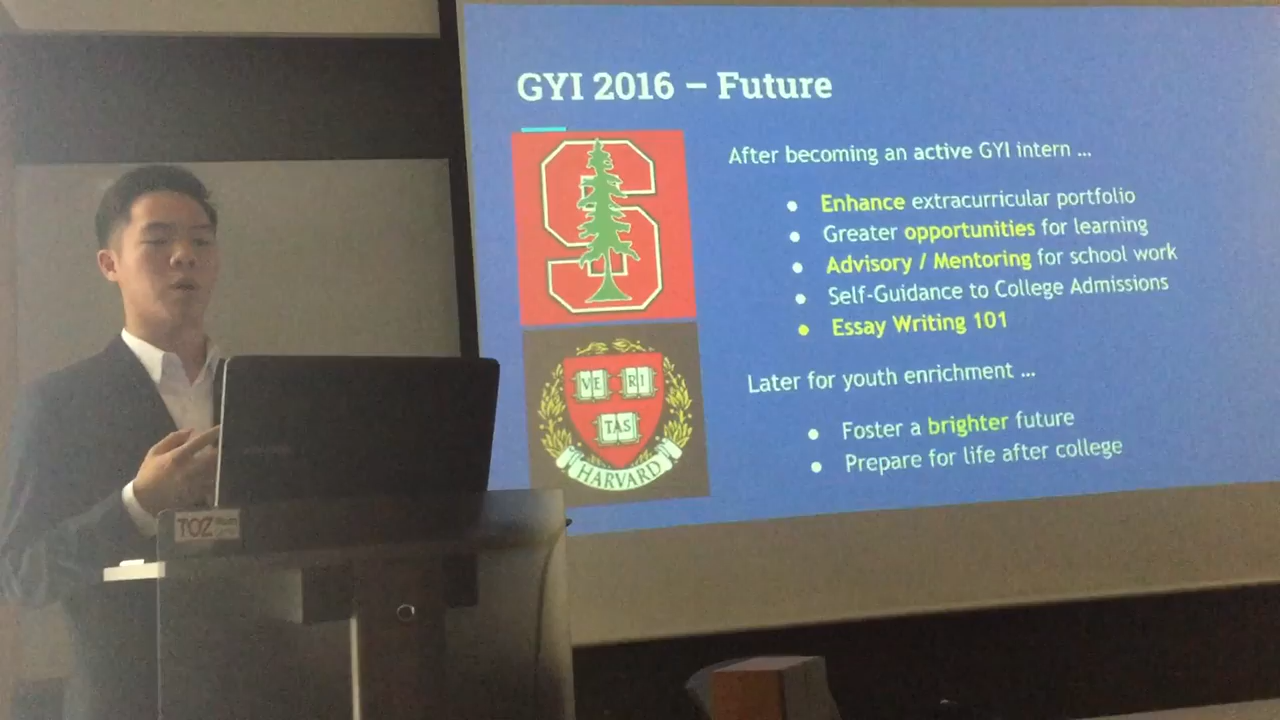 GYI 2016 – Future
After becoming an active GYI intern ...
● Enhance extracurricular portfolio
● Greater opportunities for learning
● Advisory / Mentoring for school work
● Self-Guidance to College Admissions
● Essay Writing 101
Later for youth enrichment ...
● Foster a brighter future
● Prepare for life after college
S
VE RI
TAS
HARVARD
TOZ